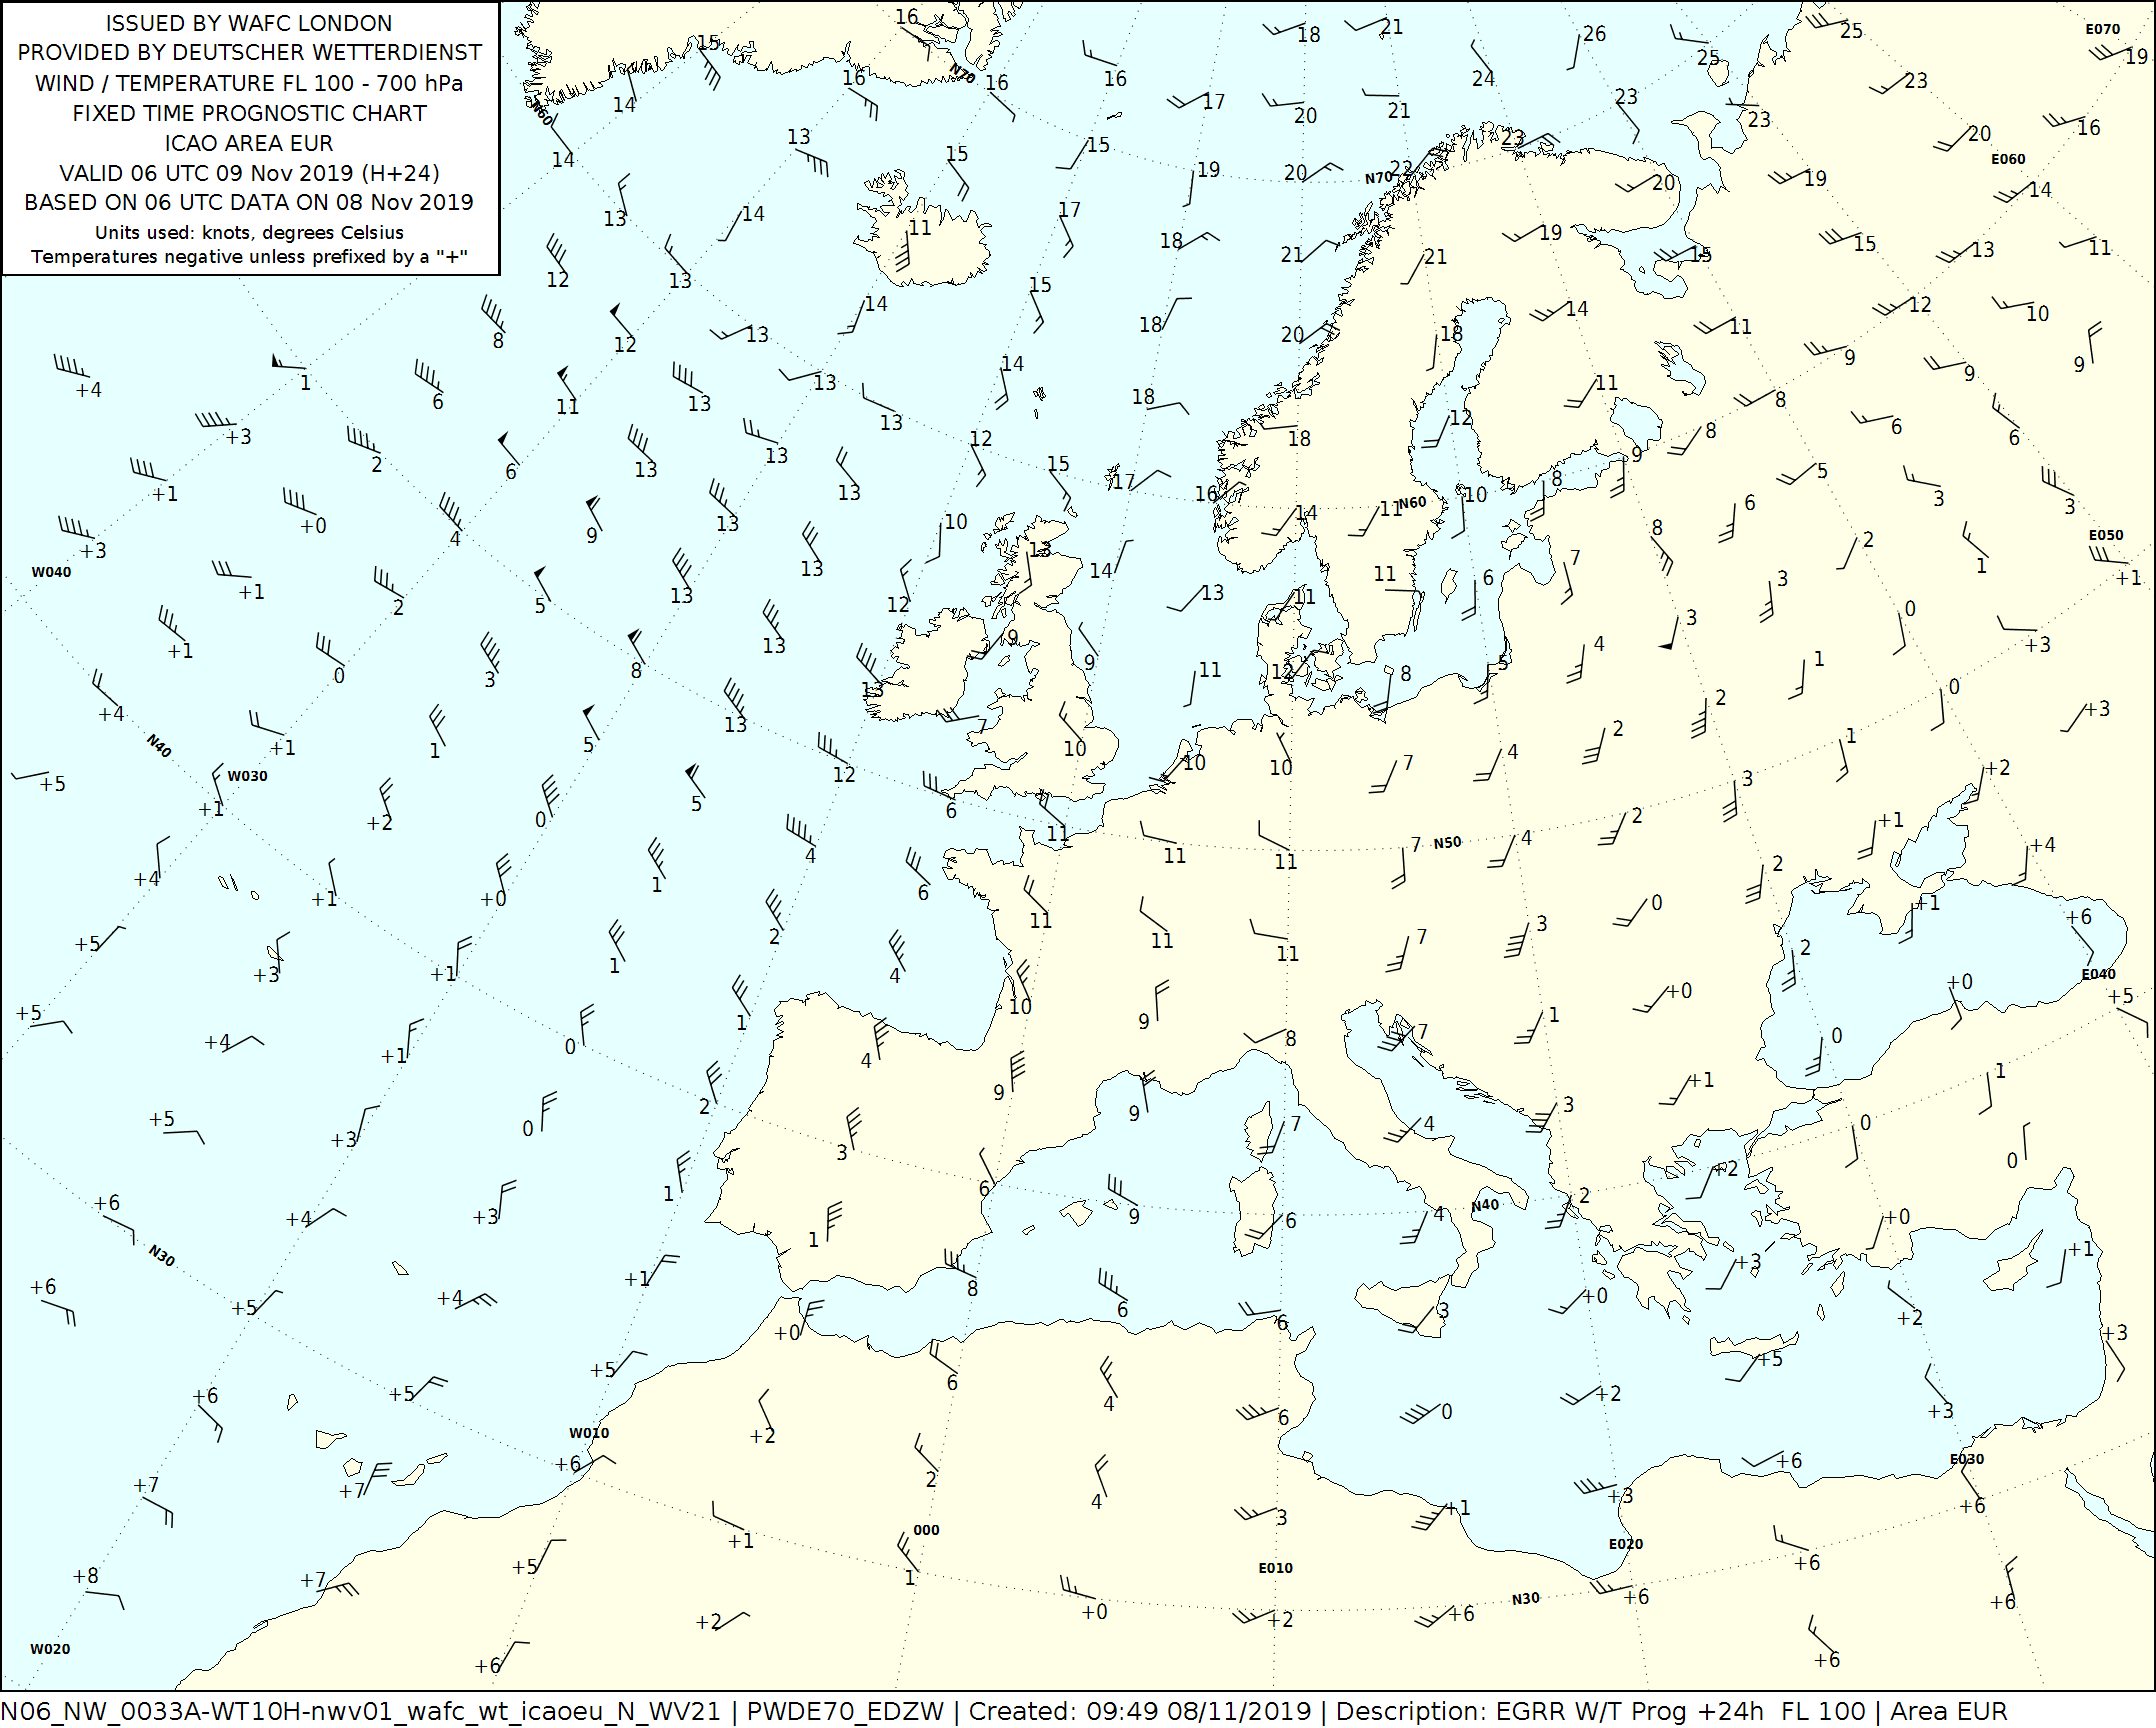 ISSUED BY WAFC LONDON
PROVIDED BY DEUTSCHER WETTERDIENST
WIND / TEMPERATURE FL 100 - 700 hPa
FIXED TIME PROGNOSTIC CHART
ICAO AREA EUR
VALID 06 UTC 09 Nov 2019 (H+24)
BASED ON 06 UTC DATA ON 08 Nov 2019
Units used: knots, degrees Celsius
Temperatures negative unless prefixed by a "+"
16 18 21 26 25 25 E070 19
15 14 16 N70 16 16 17 20 21 24 23 23 23 20 16
N60 14 13 15 15 19 20 N70 22 23 20 19 E060 14
13 14 11 17 18 21 21 19 15 15 13 11
12 13 14 15 18 20 18 14 11 12 10
8 12 13 14 9 9 9
+4 1 6 11 13 13 13 18 18 12 11 8 6 6
+3 2 6 13 13 13 12 15 17 16 10 8 9 8 5 3 3
+1 +0 4 9 13 10 13 14 11 N60 6 8 2 1 E050 +1
+3 W040 +1 2 5 13 13 12 14 13 11 11 6 7 3 0 +3
+1 0 3 8 13 13 9 9 11 12 8 5 4 3 1 0 +3
+4 N40 +1 1 5 13 12 7 10 10 10 7 4 2 2 1 +2
+5 W030 +1 +2 0 5 4 6 11 11 11 7 N50 4 2 3 +1 +4
+4 +1 +0 1 2 6 11 11 11 7 3 0 2 +1 +6
+5 +3 +1 1 1 4 10 9 8 7 1 +0 2 +0 E040 +5
+5 +4 +1 0 2 4 9 9 7 4 3 +1 0 1
+5 +3 0 1 3 6 9 6 4 N40 2 +2 0 0
+6 N30 +4 +3 +1 1 8 6 6 3 +0 +3 +0 +1
+6 +5 +4 +5 +0 6 4 6 0 +2 +5 +2 +3
+6 +5 W010 +6 +2 2 4 3 +1 +3 +6 +3 E030 +6
+7 +7 +5 +1 000 1 +0 E010 +2 +6 N30 E020 +6 +6 +6
+8 +7 +6 +2 +6
W020
N06_NW_0033A-WT10H-nwv01_wafc_wt_icaoeu_N_WV21 | PWDE70_EDZW | Created: 09:49 08/11/2019 | Description: EGRR W/T Prog +24h FL 100 | Area EUR